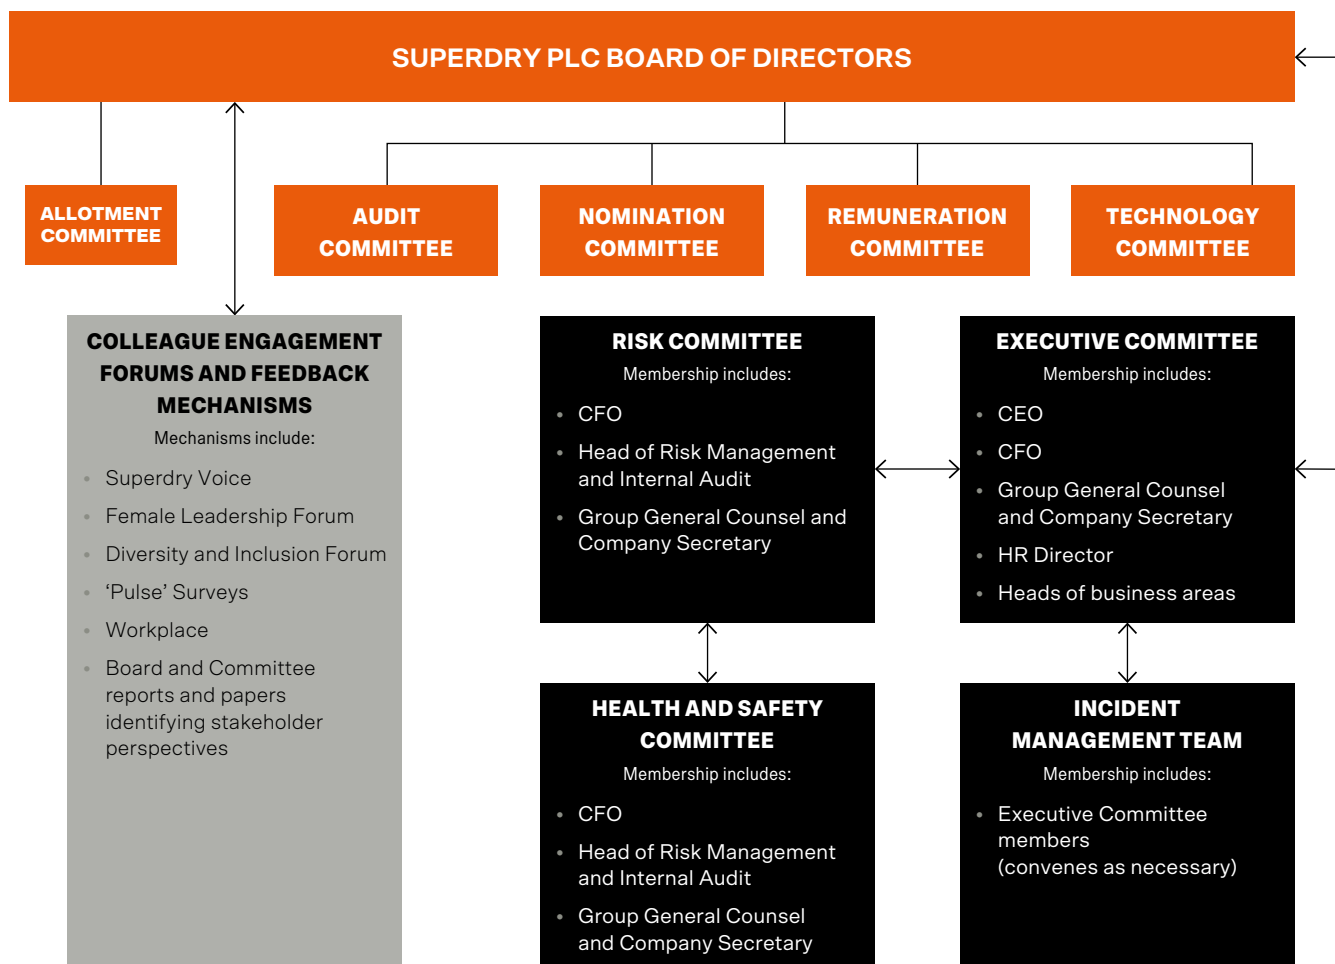 SUPERDRY PLC BOARD OF DIRECTORS
ALLOTMENT
COMMITTEE
AUDIT
COMMITTEE
NOMINATION
COMMITTEE
REMUNERATION
COMMITTEE
TECHNOLOGY
COMMITTEE
COLLEAGUE ENGAGEMENT
FORUMS AND FEEDBACK
MECHANISMS
Mechanisms include:
• Superdry Voice
• Female Leadership Forum
• Diversity and Inclusion Forum
• ‘Pulse’ Surveys
• Workplace
• Board and Committee
reports and papers
identifying stakeholder
perspectives
RISK COMMITTEE
Membership includes:
• CFO
• Head of Risk Management
and Internal Audit
• Group General Counsel and
Company Secretary
EXECUTIVE COMMITTEE
Membership includes:
• CEO
• CFO
• Group General Counsel
and Company Secretary
• HR Director
• Heads of business areas
HEALTH AND SAFETY
COMMITTEE
Membership includes:
• CFO
• Head of Risk Management
and Internal Audit
• Group General Counsel
and Company Secretary
INCIDENT
MANAGEMENT TEAM
Membership includes:
• Executive Committee
members
(convenes as necessary)